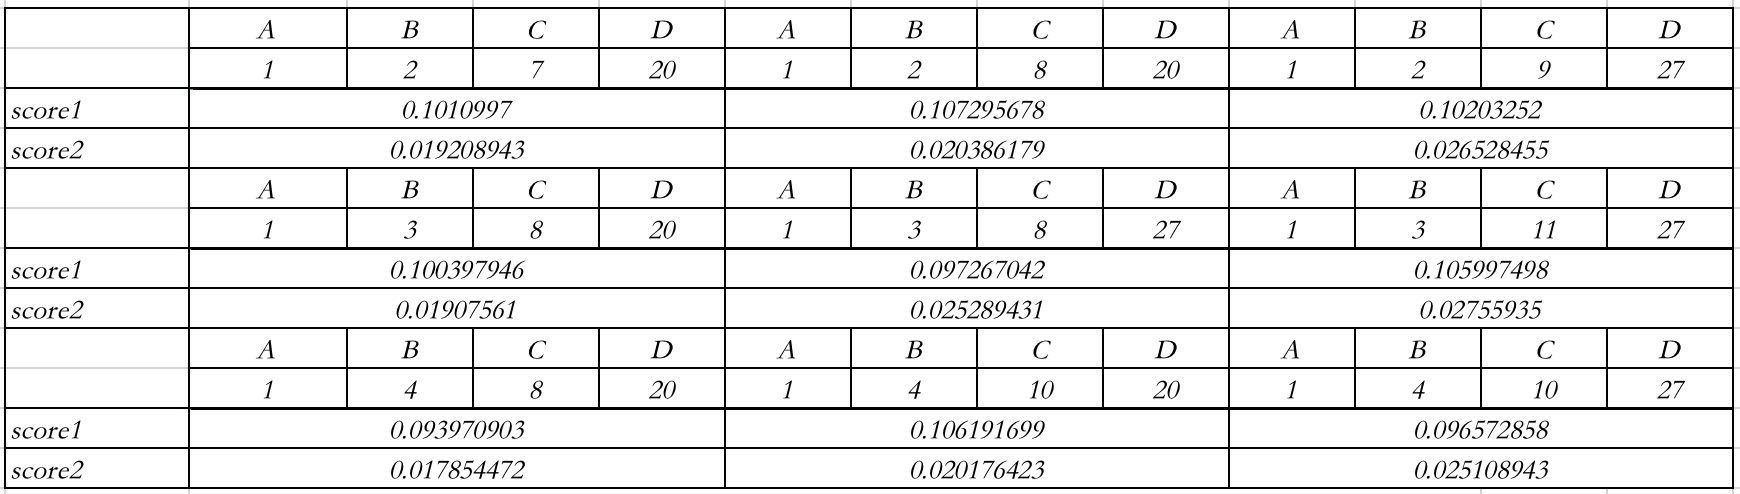 A B C D A B C D A B C D
1 2 7 20 1 2 8 20 1 2 9 27
score1 0.1010997 0.107295678 0.10203252
score2 0.019208943 0.020386179 0.026528455
A B C D A B C D A B C D
1 3 8 20 1 3 8 27 1 3 11 27
score1 0.100397946 0.097267042 0.105997498
score2 0.01907561 0.025289431 0.02755935
A B C D A B C D A B C D
1 4 8 20 1 4 10 20 1 4 10 27
score1 0.093970903 0.106191699 0.096572858
score2 0.017854472 0.020176423 0.025108943